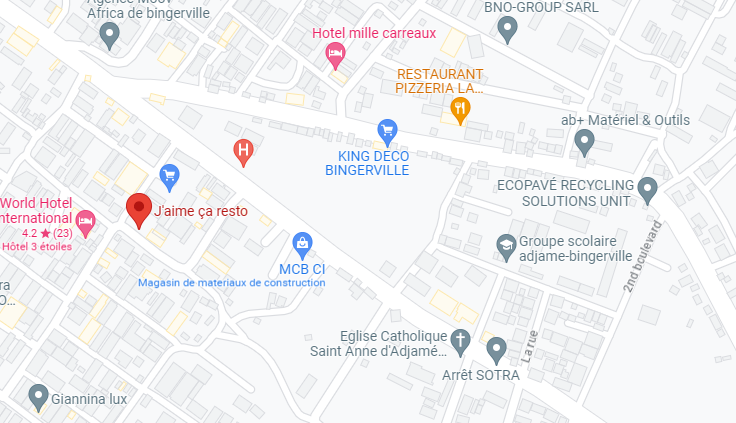 Agence Moov
Africa de bingerville
BNO-GROUP SARL
Hotel mille carreaux
RESTAURANT
PIZZERIA LA...
ab+ Matériel & Outils
KING DECO
BINGERVILLE
H
ECOPAVÉ RECYCLING
SOLUTIONS UNIT
World Hotel
International
4.2 ★ (23)
Hôtel 3 étoiles
J'aime ça resto
Groupe scolaire
adjame-bingerville
2nd boulevard
MCB CI
Magasin de materiaux de construction
Eglise Catholique
Saint Anne d'Adjamé...
La rue
Arrêt SOTRA
Giannina lux